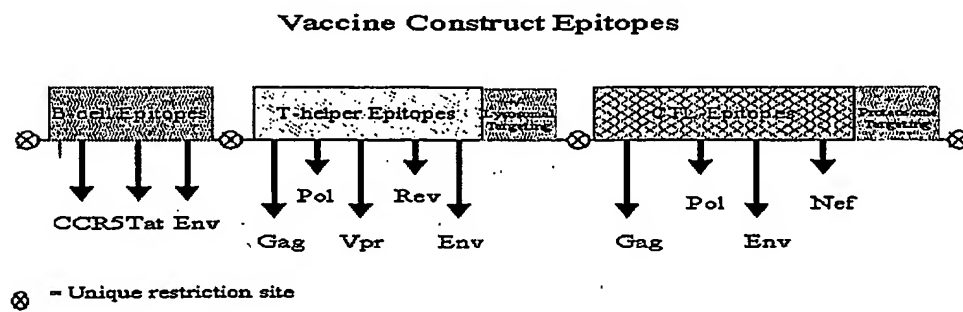 Vaccine Construct Epitopes
B cell Epitopes
T-helper Epitopes
Lysosomal
Targeting
CTL Epitopes
Proteasome
Targeting
CCR5 Tat Env
Pol
Rev
Gag
Vpr
Env
Pol
Nef
Gag
Env
= Unique restriction site